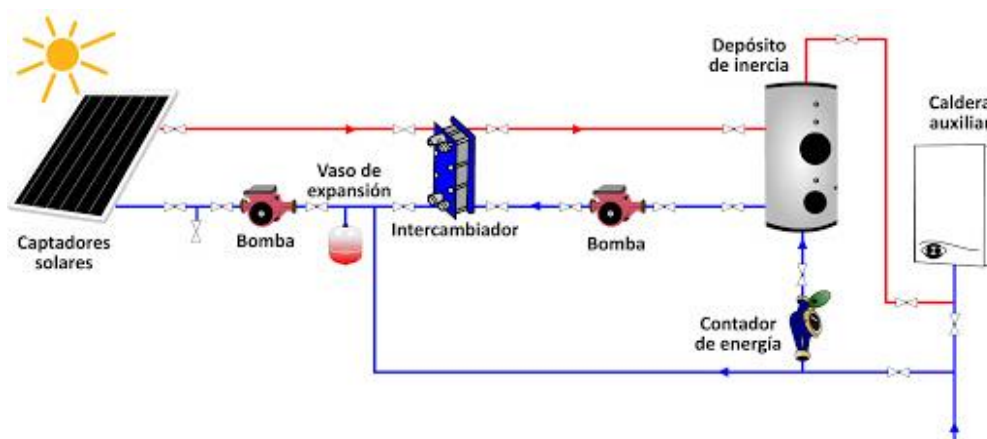 Depósito
de inercia
Caldera
auxiliar
Vaso de
expansión
Captadores
solares
Bomba
Intercambiador
Bomba
Contador
de energía